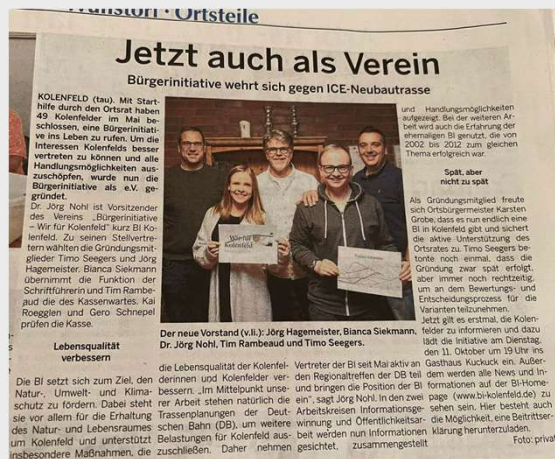 Wunstorf · Ortsteile
Jetzt auch als Verein
Bürgerinitiative wehrt sich gegen ICE-Neubautrasse
KOLENFELD (tau). Mit Start-
hilfe durch den Ortsrat haben
49 Kolenfelder im Mai be-
schlossen, eine Bürgerinitiati-
ve ins Leben zu rufen. Um die
Interessen Kolenfelds besser
vertreten zu können und alle
Handlungsmöglichkeiten aus-
zuschöpfen, wurde nun die
Bürgerinitiative als e.V. ge-
gründet.
Dr. Jörg Nohl ist Vorsitzender
des Vereins „Bürgerinitiative
– Wir für Kolenfeld" kurz BI Ko-
lenfeld. Zu seinen Stellvertre-
tern wählten die Gründungsmit-
glieder Timo Seegers und Jörg
Hagemeister. Bianca Siekmann
übernimmt die Funktion der
Schriftführerin und Tim Rambe-
aud die des Kassenwartes. Kai
Roegglen und Gero Schnepel
prüfen die Kasse.
Lebensqualität
verbessern
Die BI setzt sich zum Ziel, den
Natur-, Umwelt- und Klima-
schutz zu fördern. Dabei steht
sie vor allem für die Erhaltung
des Natur- und Lebensraumes
um Kolenfeld und unterstützt
insbesondere Maßnahmen, die
Wir für
Kolenfeld
Der neue Vorstand (v.li.): Jörg Hagemeister, Bianca Siekmann,
Dr. Jörg Nohl, Tim Rambeaud und Timo Seegers.
die Lebensqualität der Kolenfel-
derinnen und Kolenfelder ver-
bessern. „Im Mittelpunkt unse-
rer Arbeit stehen natürlich die
Trassenplanungen der Deut-
schen Bahn (DB), um weitere
Belastungen für Kolenfeld aus-
zuschließen. Daher nehmen
Vertreter der BI seit Mai aktiv an
den Regionaltreffen der DB teil
und bringen die Position der BI
ein", sagt Jörg Nohl. In den zwei
Arbeitskreisen Informationsge-
winnung und Öffentlichkeitsar-
beit werden nun Informationen
gesichtet, zusammengestellt
und Handlungsmöglichkeiten
aufgezeigt. Bei der weiteren Ar-
beit wird auch die Erfahrung der
ehemaligen BI genutzt, die von
2002 bis 2012 zum gleichen
Thema erfolgreich war.
Spät, aber
nicht zu spät
Als Gründungsmitglied freute
sich Ortsbürgermeister Karsten
Grobe, dass es nun endlich eine
BI in Kolenfeld gibt und sichert
die aktive Unterstützung des
Ortsrates zu. Timo Seegers be-
tonte noch einmal, dass die
Gründung zwar spät erfolgt,
aber immer noch rechtzeitig,
um an dem Bewertungs- und
Entscheidungsprozess für die
Varianten teilzunehmen.
Jetzt gilt es erstmal, die Kolen-
felder zu informieren und dazu
lädt die Initiative am Dienstag,
den 11. Oktober um 19 Uhr ins
Gasthaus Kuckuck ein. Außer-
dem werden alle News und In-
formationen auf der BI-Home-
page (www.bi-kolenfeld.de) zu
sehen sein. Hier besteht auch
die Möglichkeit, eine Beitrittser-
klärung herunterzuladen.
Foto: privat